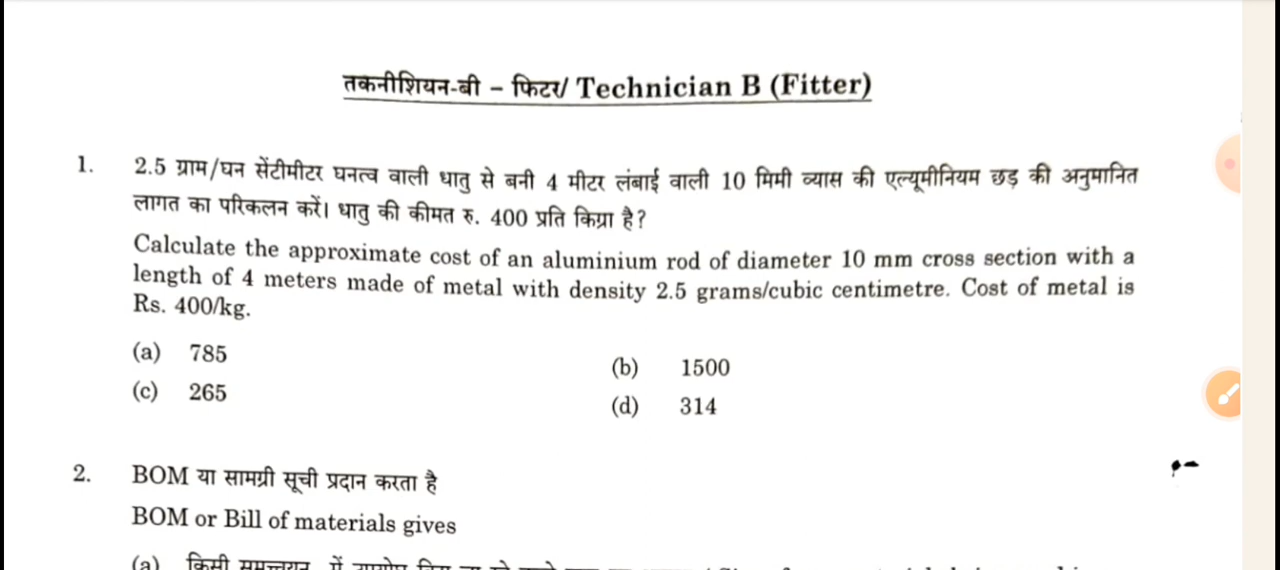 तकनीशियन-बी – फिटर/ Technician B (Fitter)
1. 2.5 ग्राम/घन सेंटीमीटर घनत्व वाली धातु से बनी 4 मीटर लंबाई वाली 10 मिमी व्यास की एल्यूमीनियम छड़ की अनुमानित
लागत का परिकलन करें। धातु की कीमत रु. 400 प्रति किग्रा है?
Calculate the approximate cost of an aluminium rod of diameter 10 mm cross section with a
length of 4 meters made of metal with density 2.5 grams/cubic centimetre. Cost of metal is
Rs. 400/kg.
(a) 785 (b) 1500
(c) 265 (d) 314
2. BOM या सामग्री सूची प्रदान करता है
BOM or Bill of materials gives
(a) किसी